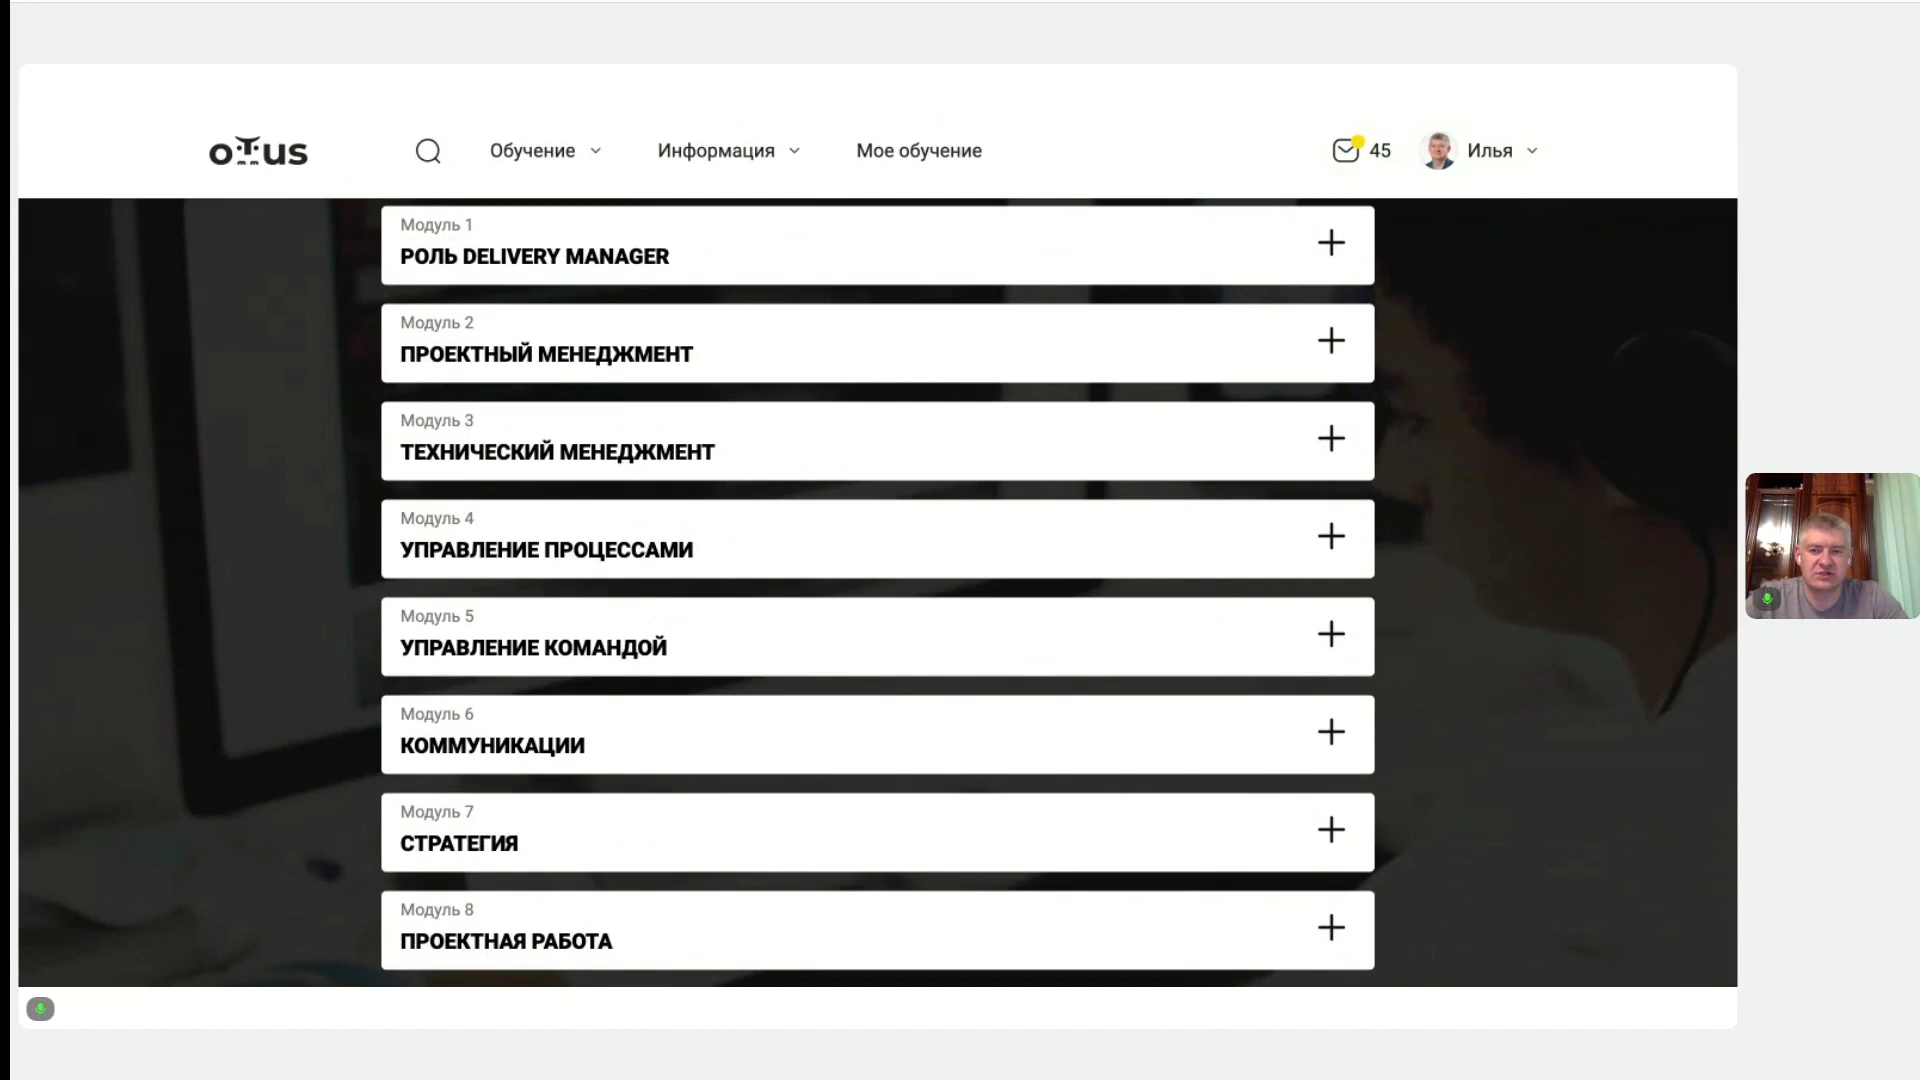 oTus
Обучение
Информация
Мое обучение
45
Илья
Модуль 1
РОЛЬ DELIVERY MANAGER
Модуль 2
ПРОЕКТНЫЙ МЕНЕДЖМЕНТ
Модуль 3
ТЕХНИЧЕСКИЙ МЕНЕДЖМЕНТ
Модуль 4
УПРАВЛЕНИЕ ПРОЦЕССАМИ
Модуль 5
УПРАВЛЕНИЕ КОМАНДОЙ
Модуль 6
КОММУНИКАЦИИ
Модуль 7
СТРАТЕГИЯ
Модуль 8
ПРОЕКТНАЯ РАБОТА